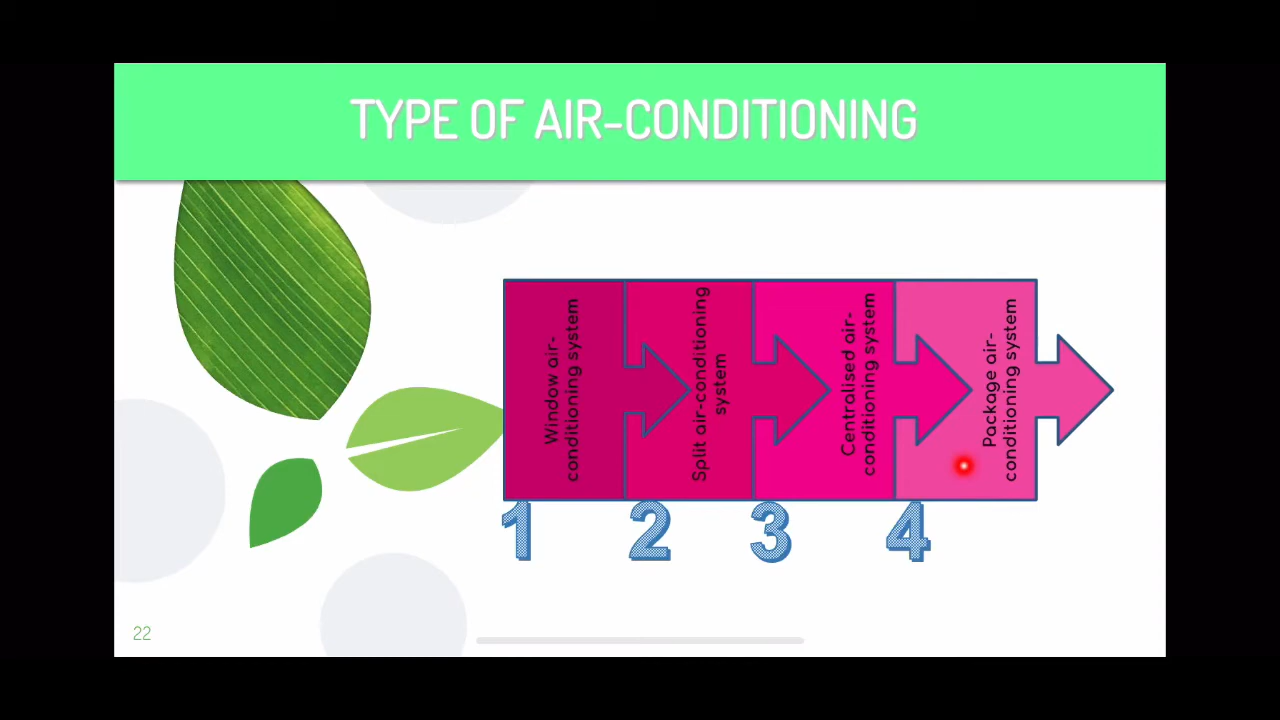 TYPE OF AIR-CONDITIONING
Window air-
conditioning system
Split air-conditioning
system
Centralised air-
conditioning system
Package air-
conditioning system
1
2
3
4
22